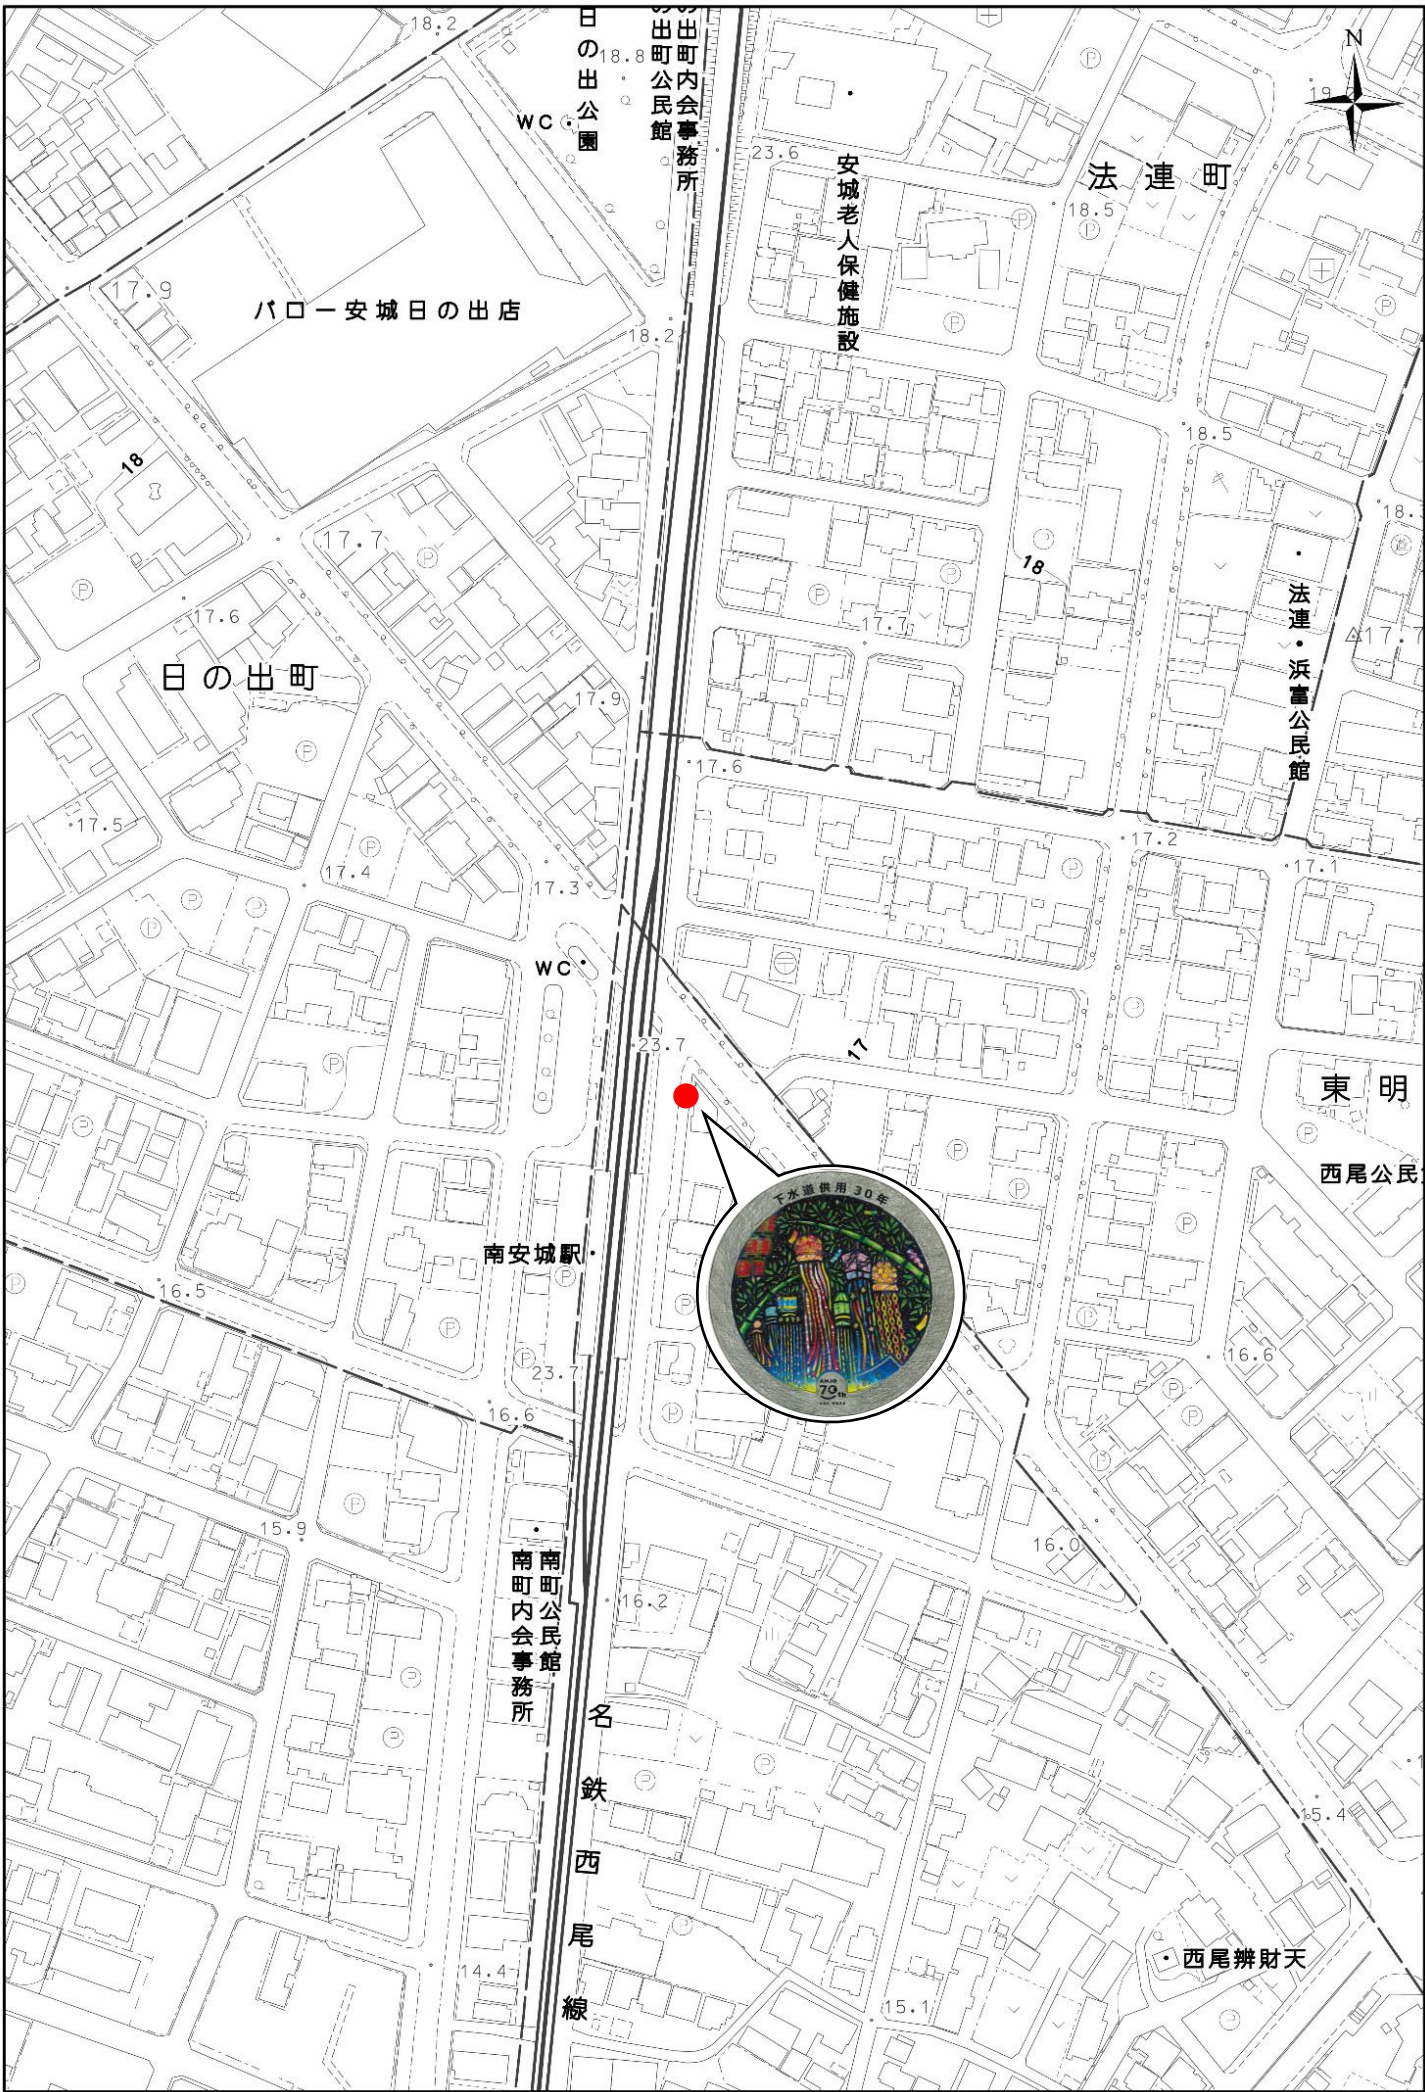 18.2
日の出公園
18.8
の出町公民館
の出町内会事務所
N
19.2
WC
23.6
安城老人保健施設
法連町
18.5
P
17.9
バロー安城日の出店
18.2
P
P
P
18
18.5
18.3
17.7
P
P
18
P
P
17.6
17.7
法連・浜富公民館
17.7
日の出町
17.9
P
17.6
17.5
P
17.4
17.2
17.1
P
17.3
P
P
P
WC
23.7
17
P
東明
P
P
P
西尾公民
下水道供用30年
P
P
南安城駅
P
16.5
P
P
P
P
P
23.7
ANJO
70th
16.6
16.6
P
P
P
P
P
15.9
16.0
南町公民館
南町内会事務所
16.2
P
P
P
P
名鉄西尾線
15.4
P
14.4
西尾辨財天
15.1
P